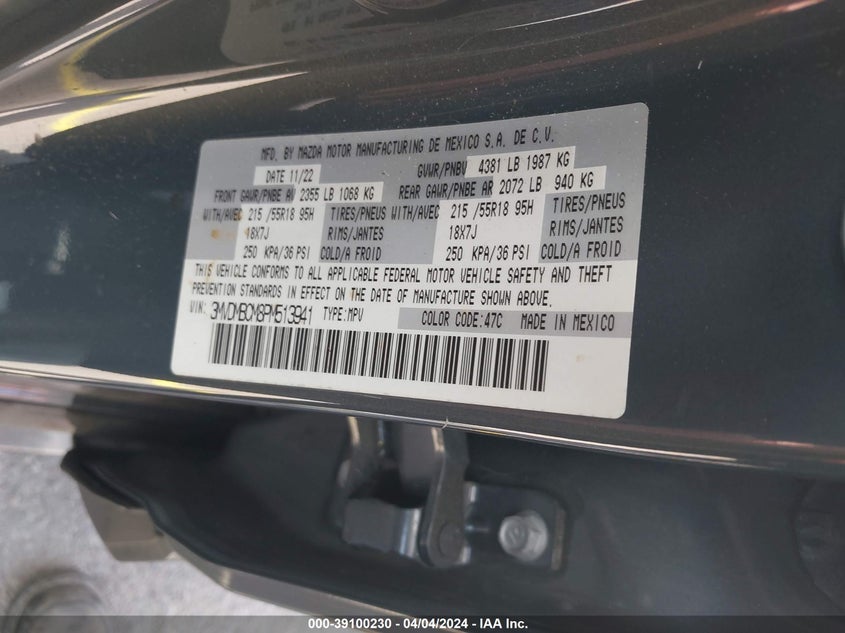 MFD. BY MAZDA MOTOR MANUFACTURING DE MEXICO S.A. DE C.V.
DATE 11/22 GVWR/PNBV 4381 LB 1987 KG
FRONT GAWR/PNBE AV 2355 LB 1068 KG REAR GAWR/PNBE AR 2072 LB 940 KG
WITH/AVEC 215 /55R18 95H TIRES/PNEUS WITH/AVEC 215 /55R18 95H TIRES/PNEUS
18X7J RIMS/JANTES 18X7J RIMS/JANTES
250 KPA/36 PSI COLD/A FROID 250 KPA/36 PSI COLD/A FROID
THIS VEHICLE CONFORMS TO ALL APPLICABLE FEDERAL MOTOR VEHICLE SAFETY AND THEFT
PREVENTION STANDARDS IN EFFECT ON THE DATE OF MANUFACTURE SHOWN ABOVE.
VIN: 3MVDMBCM8PM513941 TYPE:MPV COLOR CODE:47C MADE IN MEXICO
000-39100230 - 04/04/2024 - IAA Inc.